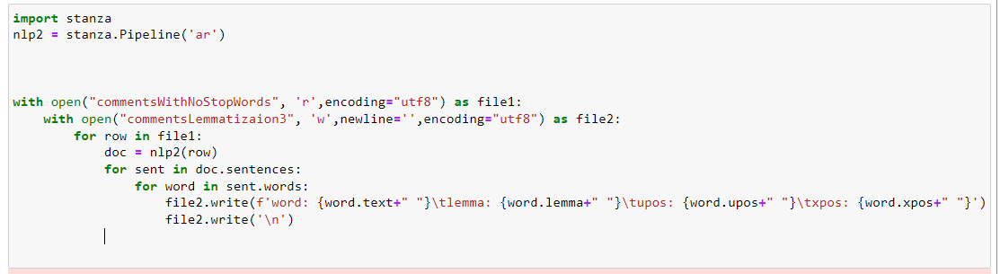 import stanza
nlp2 = stanza.Pipeline('ar')
with open("commentsWithNoStopWords", 'r',encoding="utf8") as file1:
    with open("commentsLemmatizaion3", 'w',newline='',encoding="utf8") as file2:
        for row in file1:
            doc = nlp2(row)
            for sent in doc.sentences:
                for word in sent.words:
                    file2.write(f'word: {word.text+" "}\tlemma: {word.lemma+" "}\tupos: {word.upos+" "}\txpos: {word.xpos+" "}')
                    file2.write('\n')